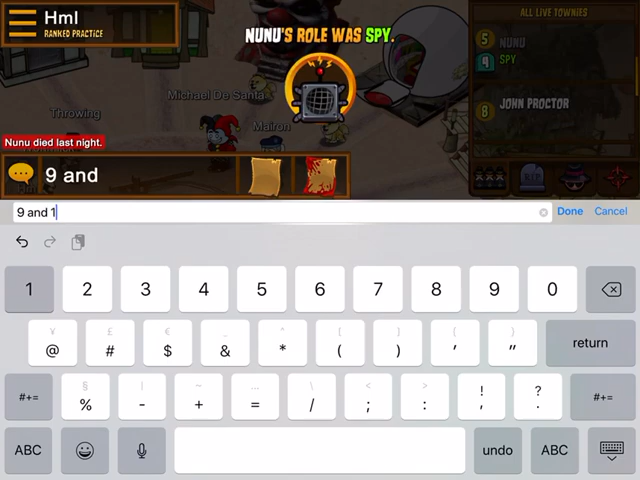 Hml
RANKED PRACTICE
NUNU'S ROLE WAS SPY.
ALL LIVE TOWNIES
5 NUNU
9 SPY
8 JOHN PROCTOR
Michael De Santa
Throwing
Mairon
Nunu died last night.
9 and
R.I.P.
9 and 1
Done Cancel
1 2 3 4 5 6 7 8 9 0
¥ £ € _ ^ [ ] { }
@ # $ & * ( ) ' " return
§ | ~ … \ < >
#+= % - + = / ; : ! , ? . #+=
ABC undo ABC